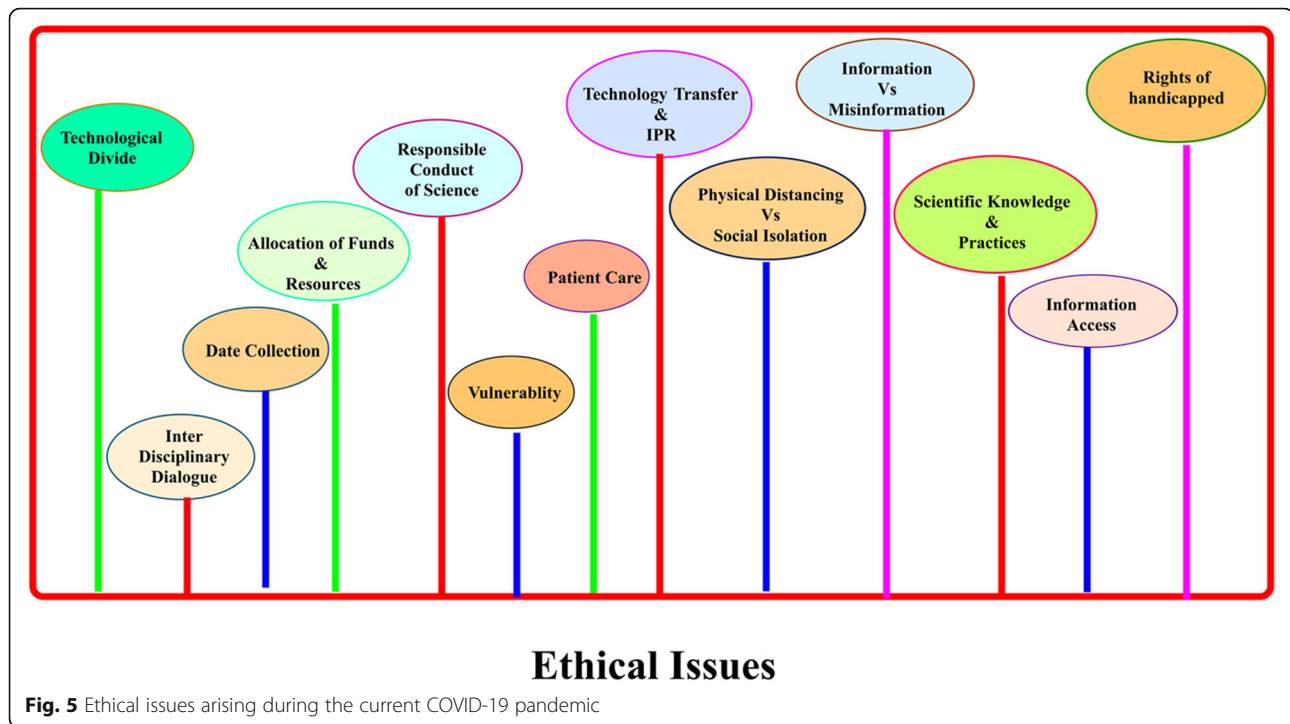 Technological
Divide
Inter
Disciplinary
Dialogue
Date Collection
Allocation of Funds
&
Resources
Responsible
Conduct
of Science
Vulnerablity
Patient Care
Technology Transfer
&
IPR
Physical Distancing
Vs
Social Isolation
Information
Vs
Misinformation
Scientific Knowledge
&
Practices
Information
Access
Rights of
handicapped
Ethical Issues
Fig. 5 Ethical issues arising during the current COVID-19 pandemic